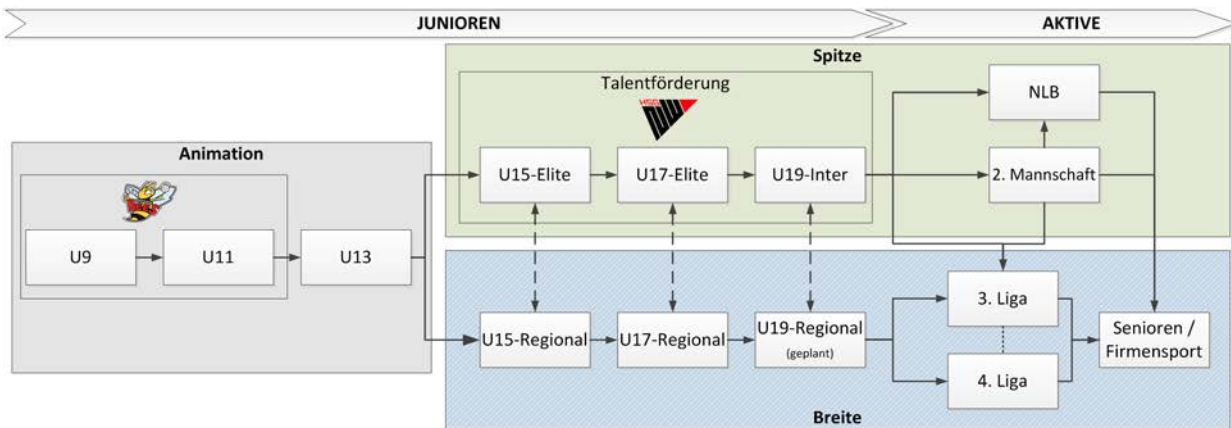 JUNIOREN
AKTIVE
Spitze
Talentförderung
NLB
Animation
U15-Elite
U17-Elite
U19-Inter
2. Mannschaft
U9
U11
U13
3. Liga
U15-Regional
U17-Regional
U19-Regional
(geplant)
Senioren /
Firmensport
4. Liga
Breite